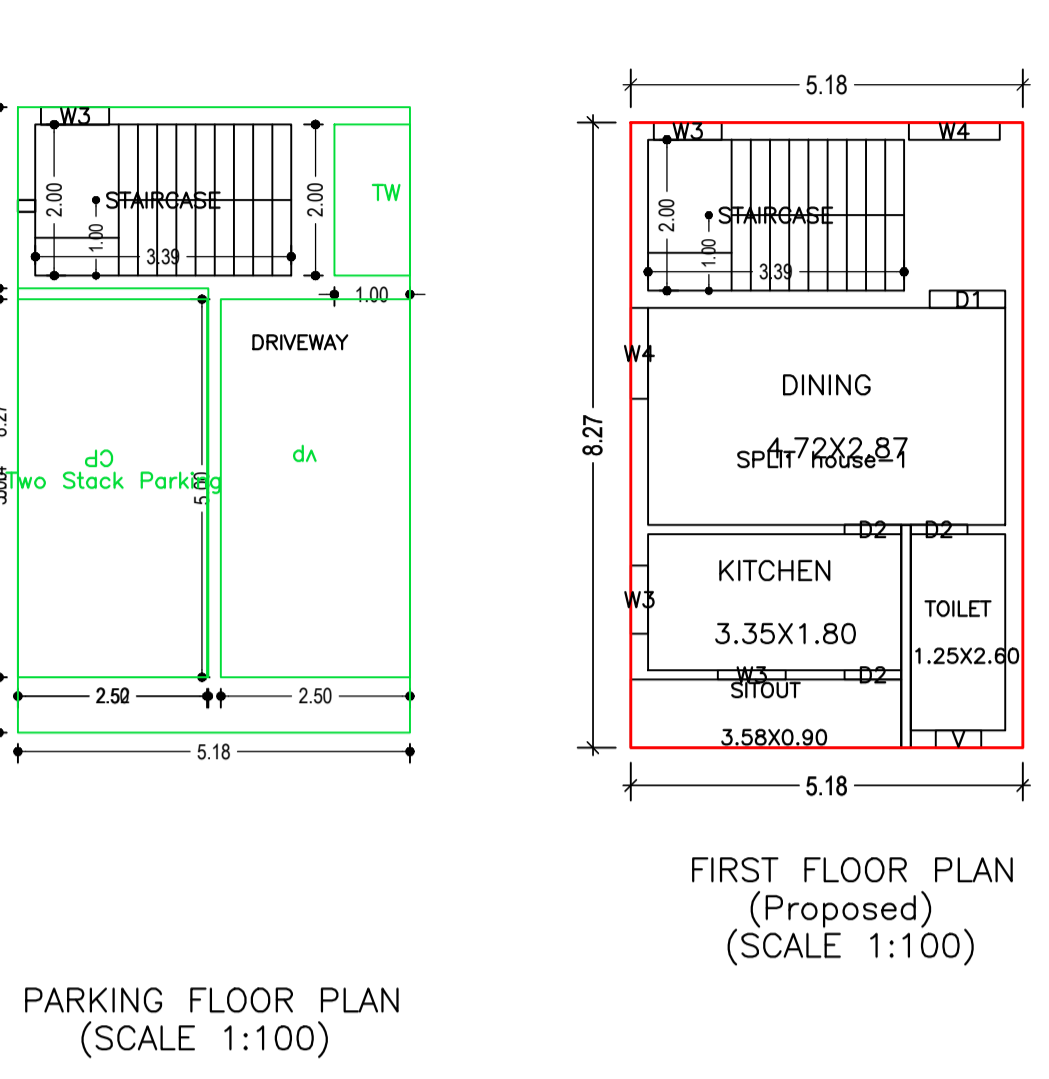 W3
2.00
STAIRCASE
1.00
3.39
2.00
TW
1.00
DRIVEWAY
CP
Two Stack Parking
5.00
dv
2.50
2.50
5.18
PARKING FLOOR PLAN
(SCALE 1:100)
5.18
W3
W4
2.00
STAIRCASE
1.00
3.39
D1
W4
8.27
DINING
4.72X2.87
SPLIT house-1
D2
D2
KITCHEN
W3
3.35X1.80
TOILET
1.25X2.60
W3
D2
SITOUT
3.58X0.90
V
5.18
FIRST FLOOR PLAN
(Proposed)
(SCALE 1:100)